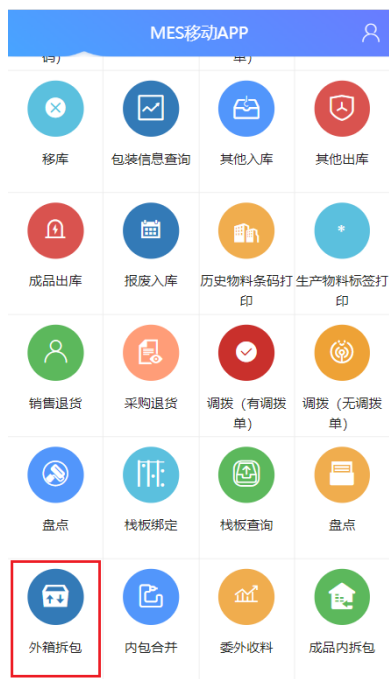 MES移动APP
码） 单）
移库 包装信息查询 其他入库 其他出库
成品出库 报废入库 历史物料条码打 生产物料标签打
印 印
销售退货 采购退货 调拨（有调拨 调拨（无调拨
单） 单）
盘点 栈板绑定 栈板查询 盘点
外箱拆包 内包合并 委外收料 成品内拆包